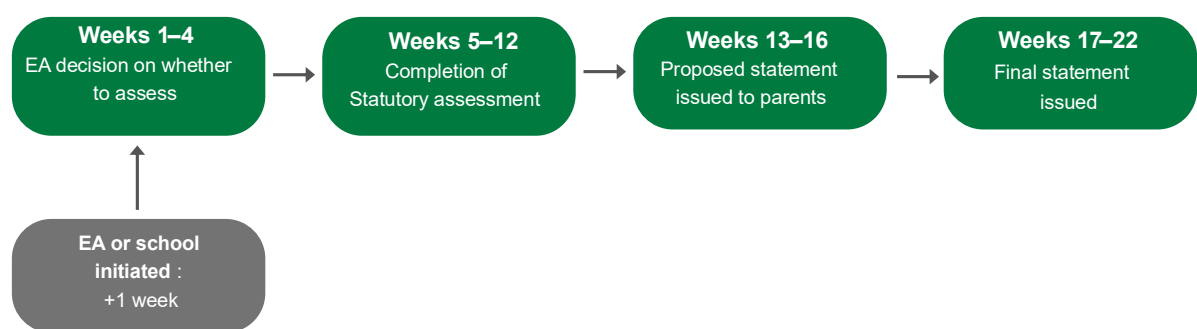 Weeks 1–4
EA decision on whether
to assess
Weeks 5–12
Completion of
Statutory assessment
Weeks 13–16
Proposed statement
issued to parents
Weeks 17–22
Final statement
issued
EA or school
initiated :
+1 week